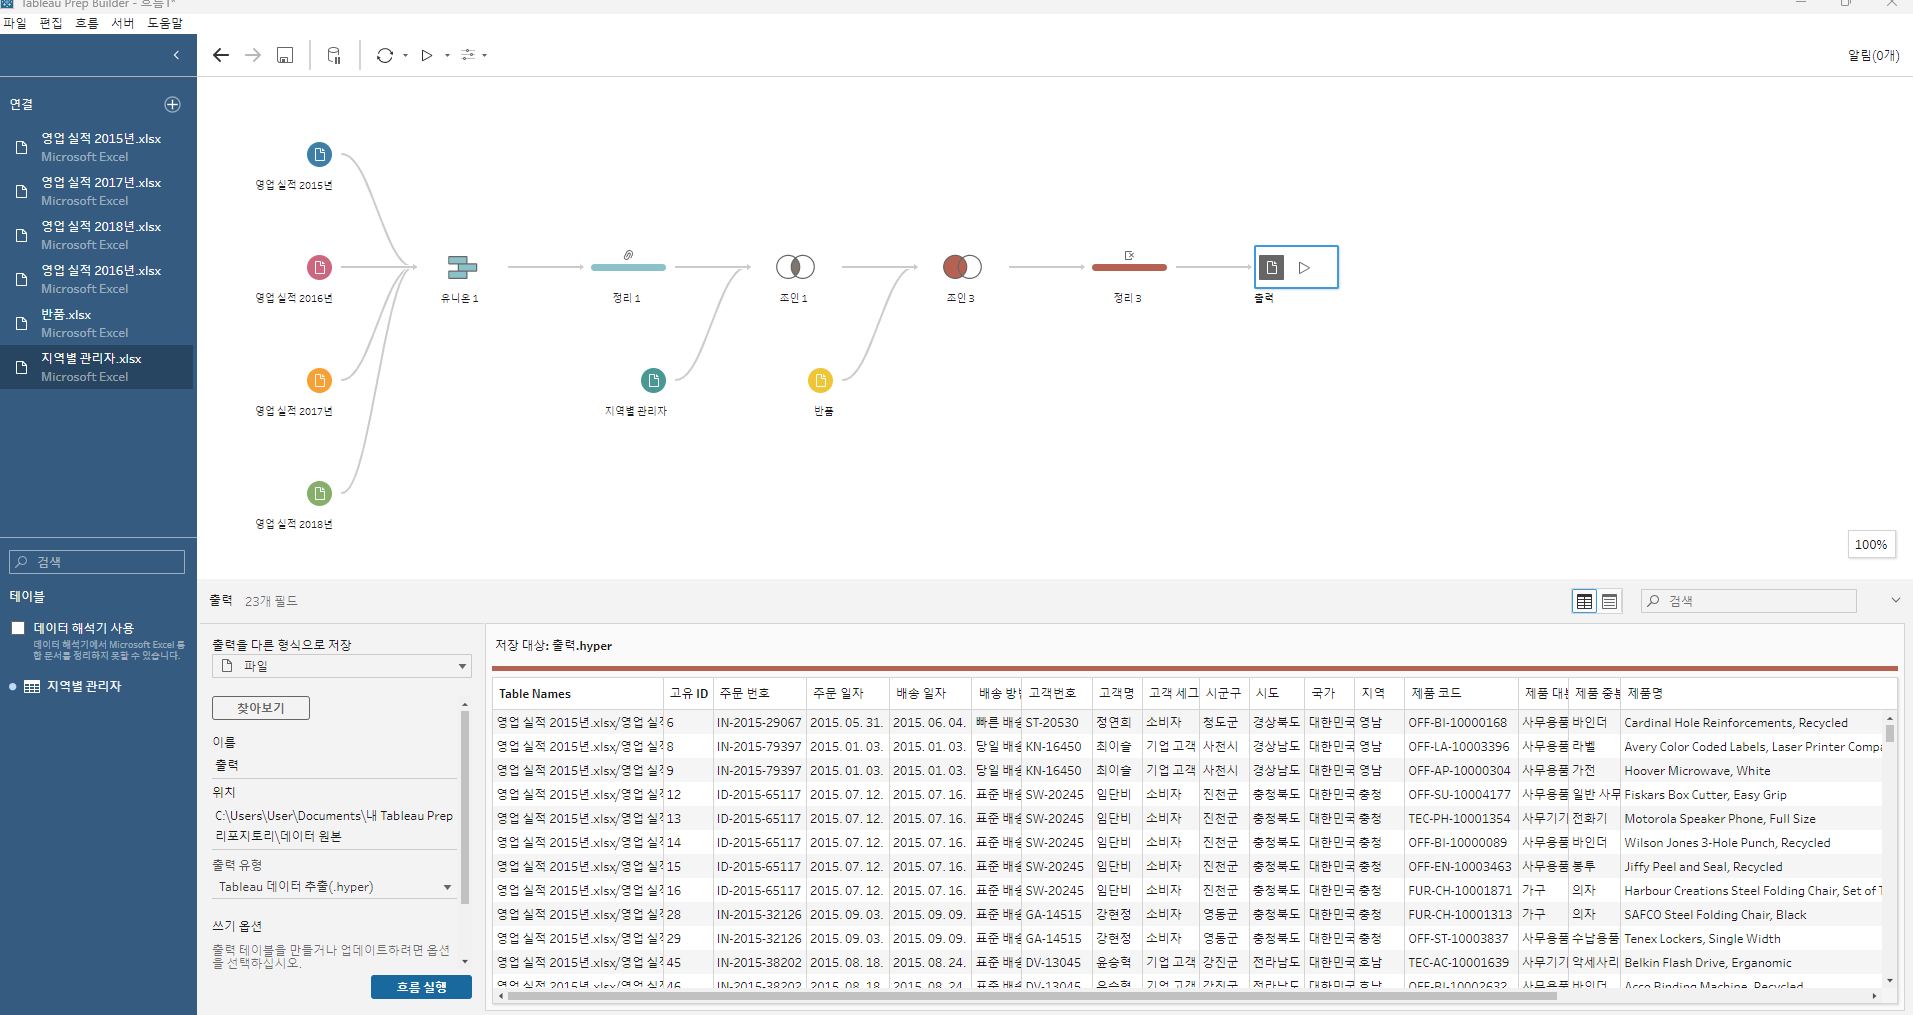 Tableau Prep Builder - 흐름1*
파일 편집 흐름 서버 도움말
알림(0개)
연결
영업 실적 2015년.xlsx
Microsoft Excel
영업 실적 2017년.xlsx
Microsoft Excel
영업 실적 2018년.xlsx
Microsoft Excel
영업 실적 2016년.xlsx
Microsoft Excel
반품.xlsx
Microsoft Excel
지역별 관리자.xlsx
Microsoft Excel
검색
테이블
데이터 해석기 사용
데이터 해석기에서 Microsoft Excel 통
합 문서를 정리하지 못할 수 있습니다.
지역별 관리자
영업 실적 2015년
영업 실적 2016년
유니온 1
정리 1
조인 1
조인 3
정리 3
출력
영업 실적 2017년
지역별 관리자
반품
영업 실적 2018년
100%
출력 23개 필드
검색
출력을 다른 형식으로 저장
파일
찾아보기
이름
출력
위치
C:\Users\User\Documents\내 Tableau Prep
리포지토리\데이터 원본
출력 유형
Tableau 데이터 추출(.hyper)
쓰기 옵션
출력 테이블을 만들거나 업데이트하려면 옵션
을 선택하십시오.
흐름 실행
저장 대상: 출력.hyper
Table Names 고유 ID 주문 번호 주문 일자 배송 일자 배송 방 고객번호 고객명 고객 세그 시군구 시도 국가 지역 제품 코드 제품 대 제품 중 제품명
영업 실적 2015년.xlsx/영업 실적 6 IN-2015-29067 2015. 05. 31. 2015. 06. 04. 빠른 배송 ST-20530 정연희 소비자 청도군 경상북도 대한민국 영남 OFF-BI-10000168 사무용품 바인더 Cardinal Hole Reinforcements, Recycled
영업 실적 2015년.xlsx/영업 실적 8 IN-2015-79397 2015. 01. 03. 2015. 01. 03. 당일 배송 KN-16450 최이슬 기업 고객 사천시 경상남도 대한민국 영남 OFF-LA-10003396 사무용품 라벨 Avery Color Coded Labels, Laser Printer Compa
영업 실적 2015년.xlsx/영업 실적 9 IN-2015-79397 2015. 01. 03. 2015. 01. 03. 당일 배송 KN-16450 최이슬 기업 고객 사천시 경상남도 대한민국 영남 OFF-AP-10000304 사무용품 가전 Hoover Microwave, White
영업 실적 2015년.xlsx/영업 실적 12 ID-2015-65117 2015. 07. 12. 2015. 07. 16. 표준 배송 SW-20245 임단비 소비자 진천군 충청북도 대한민국 충청 OFF-SU-10004177 사무용품 일반 사무 Fiskars Box Cutter, Easy Grip
영업 실적 2015년.xlsx/영업 실적 13 ID-2015-65117 2015. 07. 12. 2015. 07. 16. 표준 배송 SW-20245 임단비 소비자 진천군 충청북도 대한민국 충청 TEC-PH-10001354 사무기기 전화기 Motorola Speaker Phone, Full Size
영업 실적 2015년.xlsx/영업 실적 14 ID-2015-65117 2015. 07. 12. 2015. 07. 16. 표준 배송 SW-20245 임단비 소비자 진천군 충청북도 대한민국 충청 OFF-BI-10000089 사무용품 바인더 Wilson Jones 3-Hole Punch, Recycled
영업 실적 2015년.xlsx/영업 실적 15 ID-2015-65117 2015. 07. 12. 2015. 07. 16. 표준 배송 SW-20245 임단비 소비자 진천군 충청북도 대한민국 충청 OFF-EN-10003463 사무용품 봉투 Jiffy Peel and Seal, Recycled
영업 실적 2015년.xlsx/영업 실적 16 ID-2015-65117 2015. 07. 12. 2015. 07. 16. 표준 배송 SW-20245 임단비 소비자 진천군 충청북도 대한민국 충청 FUR-CH-10001871 가구 의자 Harbour Creations Steel Folding Chair, Set of T
영업 실적 2015년.xlsx/영업 실적 28 IN-2015-32126 2015. 09. 03. 2015. 09. 09. 표준 배송 GA-14515 강현정 소비자 영동군 충청북도 대한민국 충청 FUR-CH-10001313 가구 의자 SAFCO Steel Folding Chair, Black
영업 실적 2015년.xlsx/영업 실적 29 IN-2015-32126 2015. 09. 03. 2015. 09. 09. 표준 배송 GA-14515 강현정 소비자 영동군 충청북도 대한민국 충청 OFF-ST-10003837 사무용품 수납용품 Tenex Lockers, Single Width
영업 실적 2015년.xlsx/영업 실적 45 IN-2015-38202 2015. 08. 18. 2015. 08. 24. 표준 배송 DV-13045 윤승혁 기업 고객 강진군 전라남도 대한민국 호남 TEC-AC-10001639 사무기기 악세사리 Belkin Flash Drive, Erganomic
영업 실적 2015년.xlsx/영업 실적 46 IN-2015-38202 2015. 08. 18. 2015. 08. 24. 표준 배송 DV-13045 윤승혁 기업 고객 강진군 전라남도 대한민국 호남 OFF-BI-10002632 사무용품 바인더 Acco Binding Machine, Recycled